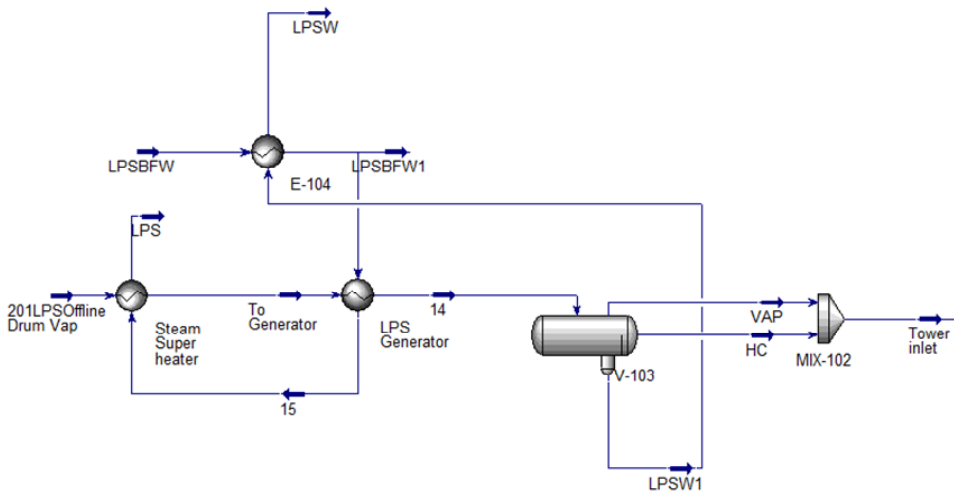 LPSW
LPSBFW
LPSBFW1
E-104
LPS
201LPSOffline
Drum Vap
Steam
Super
heater
To
Generator
LPS
Generator
14
15
VAP
HC
V-103
MIX-102
Tower
inlet
LPSW1